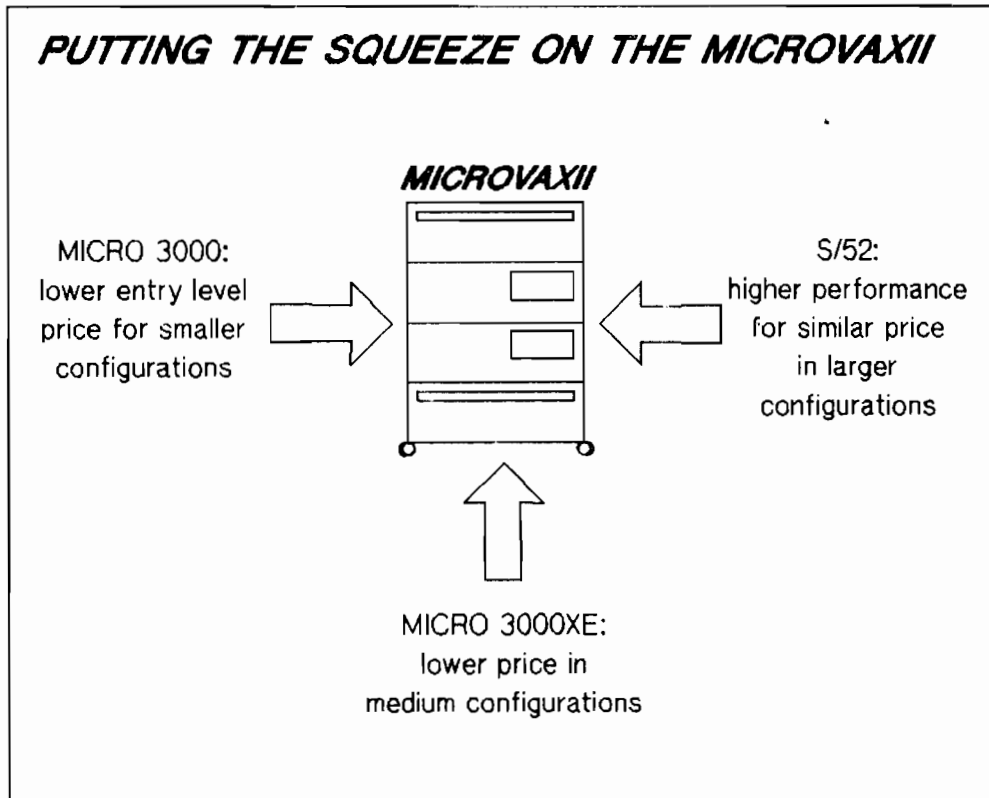 PUTTING THE SQUEEZE ON THE MICROVAXII
MICROVAXII
MICRO 3000:
lower entry level
price for smaller
configurations
S/52:
higher performance
for similar price
in larger
configurations
MICRO 3000XE:
lower price in
medium configurations